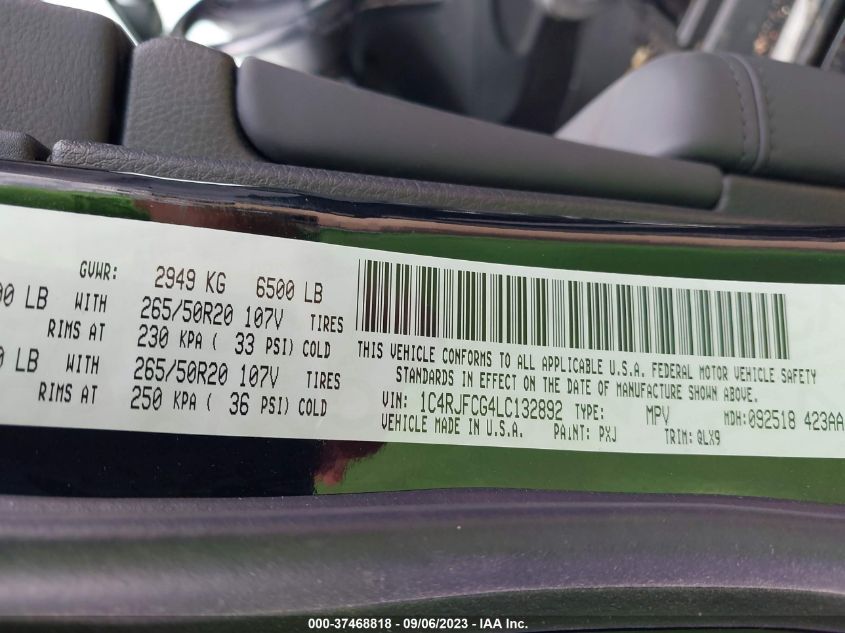 GVWR: 2949 KG 6500 LB
00 LB WITH 265/50R20 107V TIRES
RIMS AT 230 KPA ( 33 PSI) COLD
0 LB WITH 265/50R20 107V TIRES
RIMS AT 250 KPA ( 36 PSI) COLD
THIS VEHICLE CONFORMS TO ALL APPLICABLE U.S.A. FEDERAL MOTOR VEHICLE SAFETY
STANDARDS IN EFFECT ON THE DATE OF MANUFACTURE SHOWN ABOVE.
VIN: 1C4RJFCG4LC132892 TYPE: MPV MDH:092518 423AA
VEHICLE MADE IN U.S.A. PAINT: PXJ TRIM: QLX9
000-37468818 - 09/06/2023 - IAA Inc.